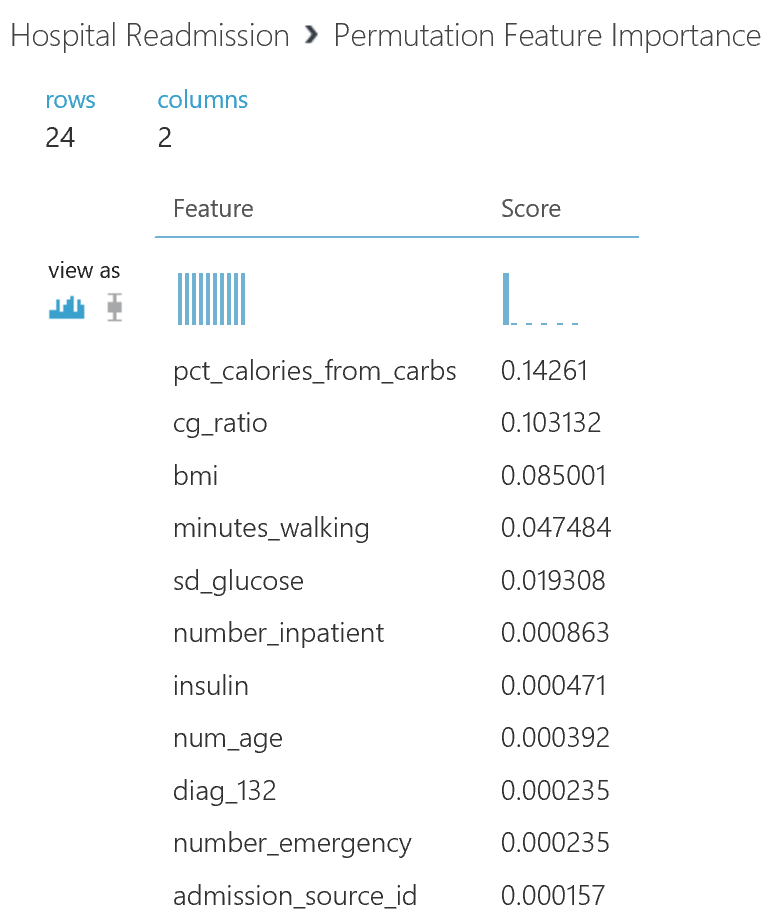 Hospital Readmission › Permutation Feature Importance
rows columns
24 2
Feature Score
view as
pct_calories_from_carbs 0.14261
cg_ratio 0.103132
bmi 0.085001
minutes_walking 0.047484
sd_glucose 0.019308
number_inpatient 0.000863
insulin 0.000471
num_age 0.000392
diag_132 0.000235
number_emergency 0.000235
admission_source_id 0.000157